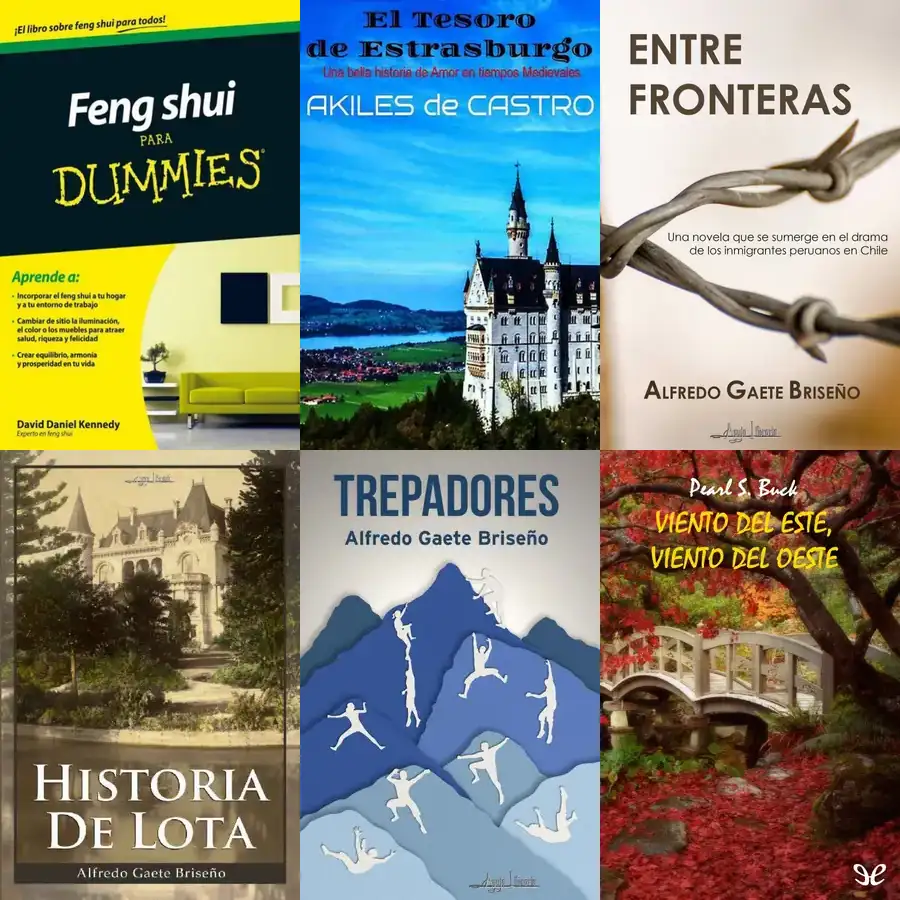 ¡El libro sobre feng shui para todos!
Feng shui
PARA
DUMMIES®
Aprende a:
• Incorporar el feng shui a tu hogar
y a tu entorno de trabajo
• Cambiar de sitio la iluminación,
el color o los muebles para atraer
salud, riqueza y felicidad
• Crear equilibrio, armonía
y prosperidad en tu vida
David Daniel Kennedy
Experto en feng shui
El Tesoro
de Estrasburgo
Una bella historia de Amor en tiempos Medievales
AKILES de CASTRO
ENTRE
FRONTERAS
Una novela que se sumerge en el drama
de los inmigrantes peruanos en Chile
ALFREDO GAETE BRISEÑO
HISTORIA
DE LOTA
Alfredo Gaete Briseño
TREPADORES
Alfredo Gaete Briseño
Pearl S. Buck
VIENTO DEL ESTE,
VIENTO DEL OESTE